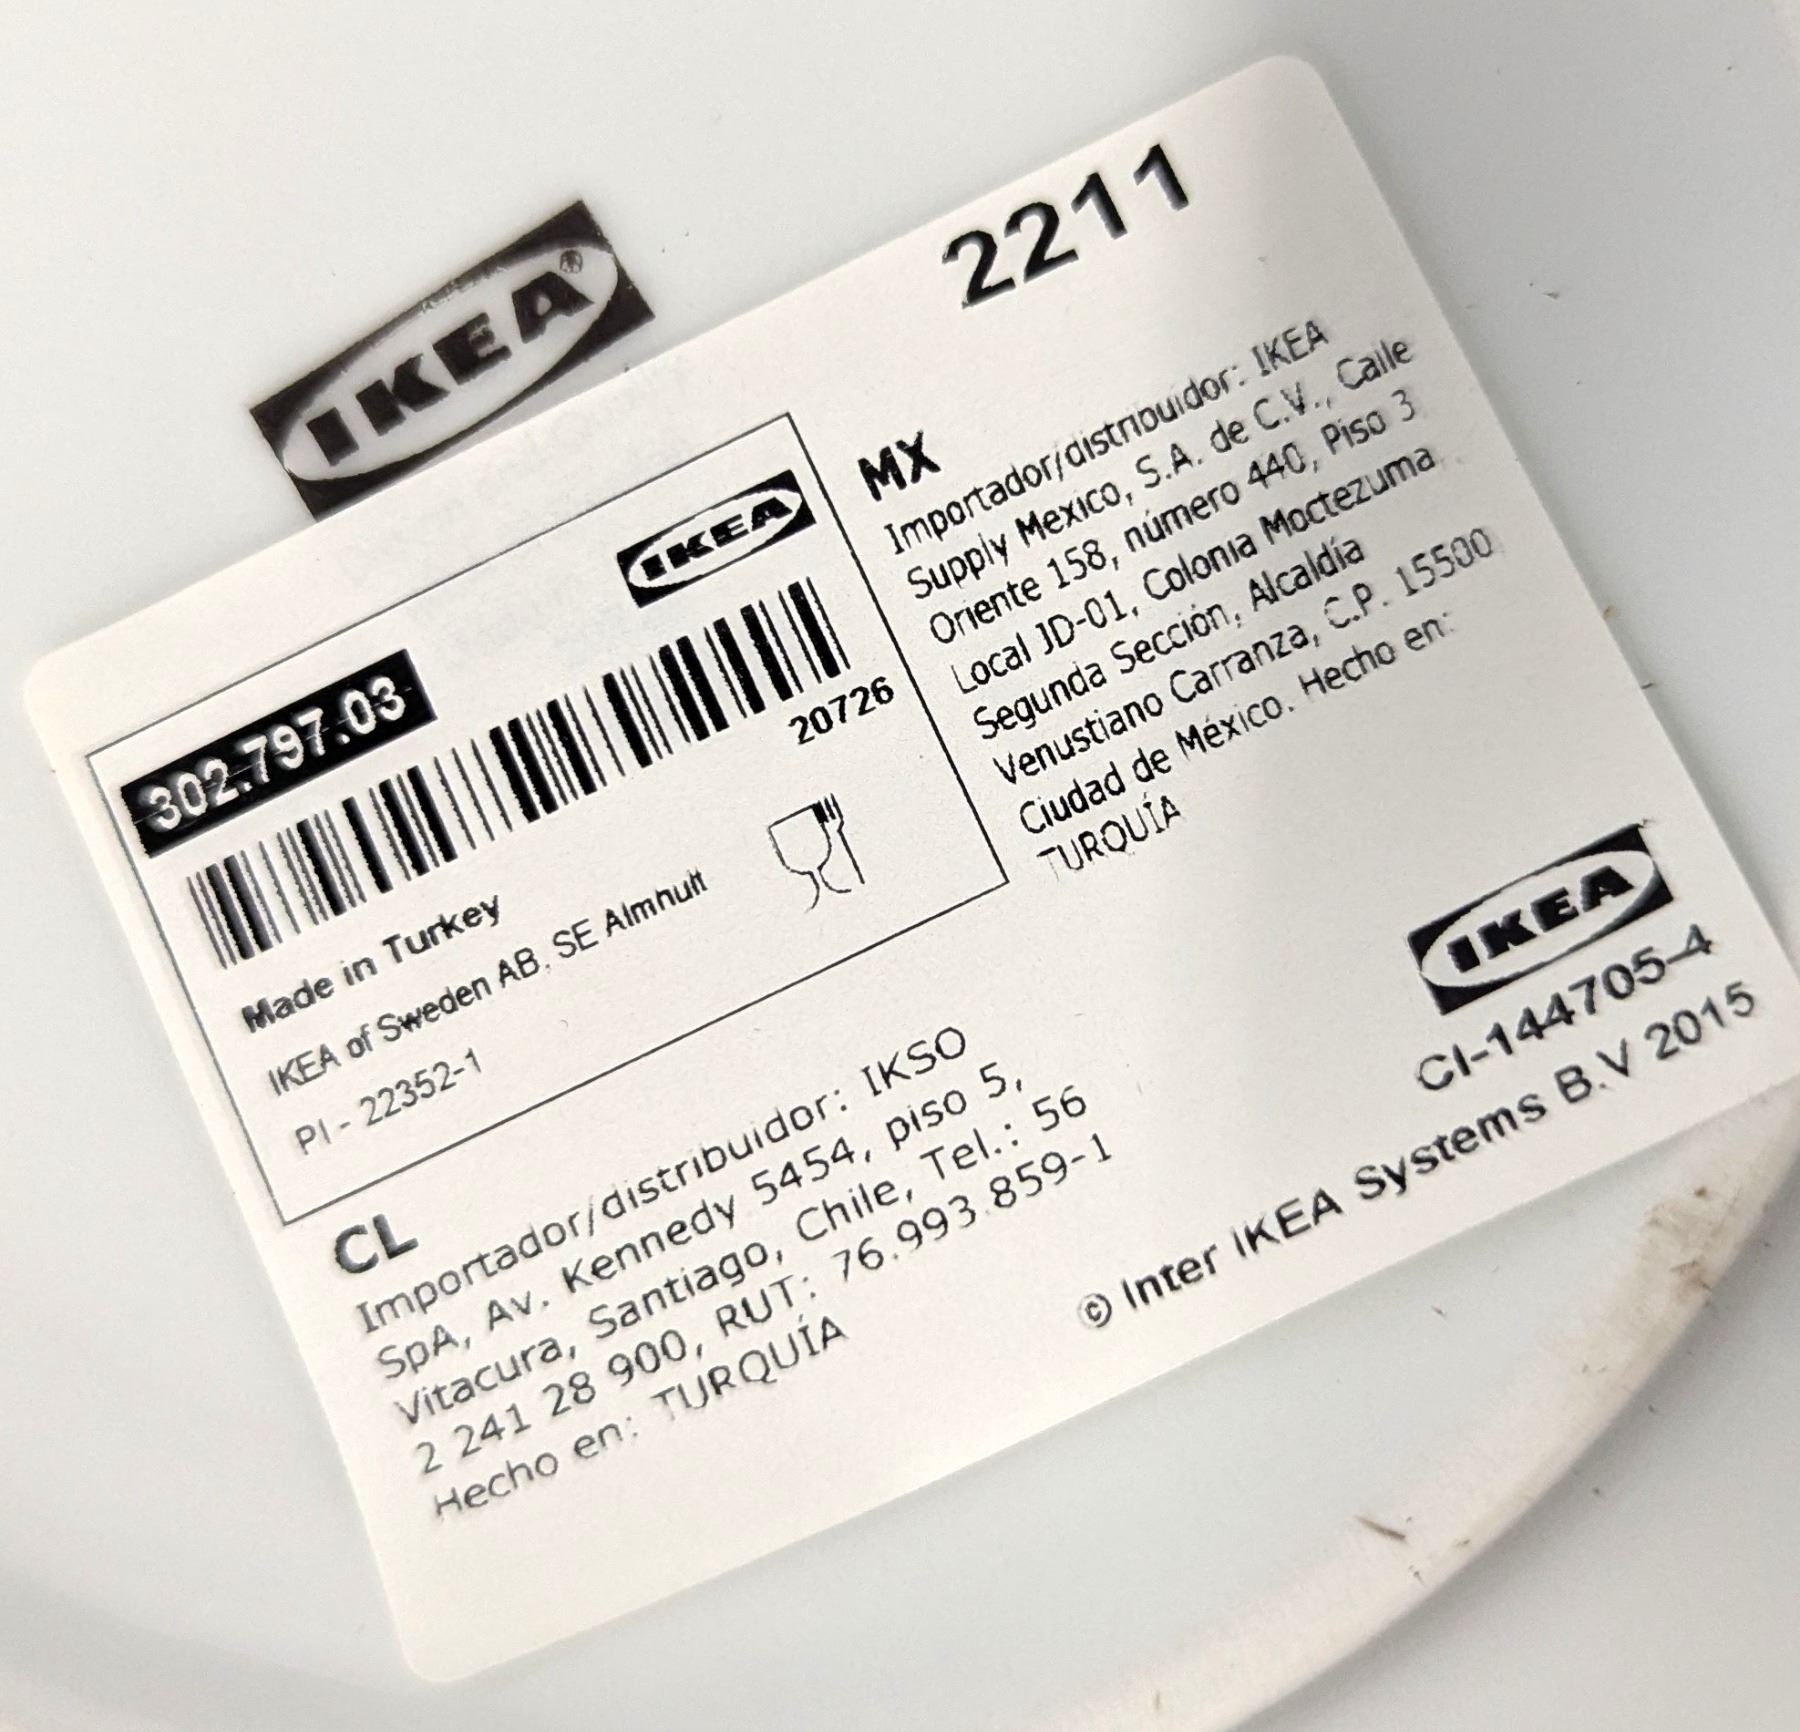 IKEA®
2211
IKEA
302.797.03
20726
Made in Turkey
IKEA of Sweden AB, SE Almhult
PI - 22352-1
MX
Importador/distribuidor: IKEA
Supply Mexico, S.A. de C.V., Calle
Oriente 158, número 440, Piso 3
Local JD-01, Colonia Moctezuma
Segunda Sección, Alcaldía
Venustiano Carranza, C.P. 15500
Ciudad de México. Hecho en:
TURQUÍA
CL
Importador/distribuidor: IKSO
SpA, Av. Kennedy 5454, piso 5,
Vitacura, Santiago, Chile, Tel.: 56
2 241 28 900, RUT: 76.993.859-1
Hecho en: TURQUÍA
IKEA
CI-144705-4
© Inter IKEA Systems B.V 2015